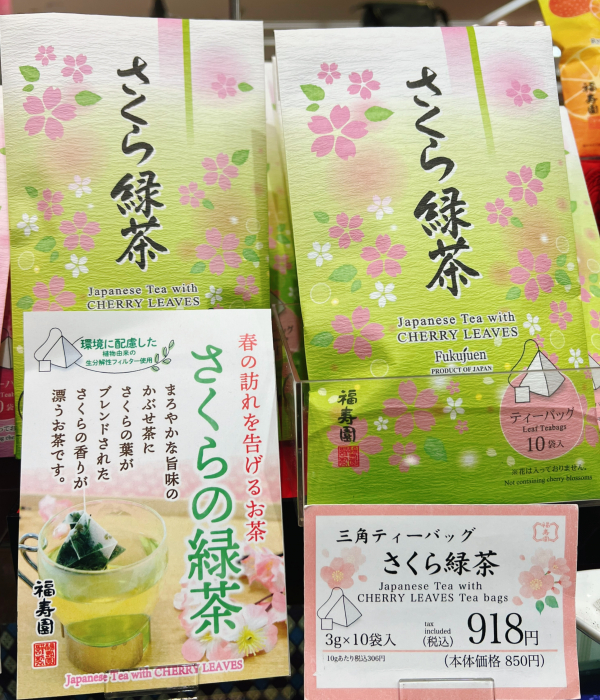 さくら緑茶
Japanese Tea with
CHERRY LEAVES
さくら緑茶
Japanese Tea with
CHERRY LEAVES
Fukujuen
PRODUCT OF JAPAN
福寿園
ティーバッグ
Leaf Teabags
10袋入
※花は入っておりません。
Not containing cherry blossoms
福寿園
環境に配慮した
植物由来の
生分解性フィルター使用
春の訪れを告げるお茶
さくらの緑茶
まろやかな旨味の
かぶせ茶に
さくらの葉が
ブレンドされた
さくらの香りが
漂うお茶です。
福寿園
Japanese Tea with CHERRY LEAVES
三角ティーバッグ
さくら緑茶
Japanese Tea with
CHERRY LEAVES Tea bags
3g×10袋入
tax
included
(税込) 918円
10gあたり税込306円
(本体価格 850円)